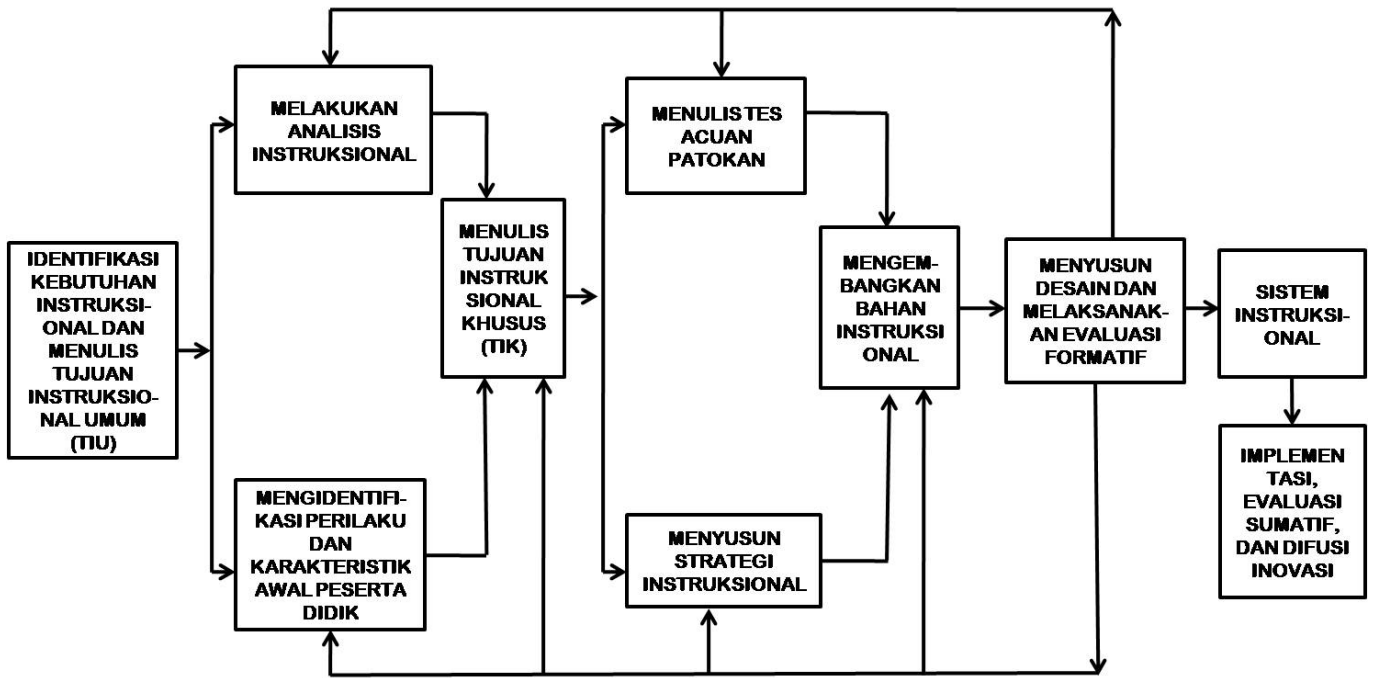 IDENTIFIKASI
KEBUTUHAN
INSTRUKSI-
ONAL DAN
MENULIS
TUJUAN
INSTRUKSIO-
NAL UMUM
(TIU)
MELAKUKAN
ANALISIS
INSTRUKSIONAL
MENGIDENTIFI-
KASI PERILAKU
DAN
KARAKTERISTIK
AWAL PESERTA
DIDIK
MENULIS
TUJUAN
INSTRUK
SIONAL
KHUSUS
(TIK)
MENULIS TES
ACUAN
PATOKAN
MENYUSUN
STRATEGI
INSTRUKSIONAL
MENGEM-
BANGKAN
BAHAN
INSTRUKSI
ONAL
MENYUSUN
DESAIN DAN
MELAKSANAK-
AN EVALUASI
FORMATIF
SISTEM
INSTRUKSI-
ONAL
IMPLEMEN
TASI,
EVALUASI
SUMATIF,
DAN DIFUSI
INOVASI